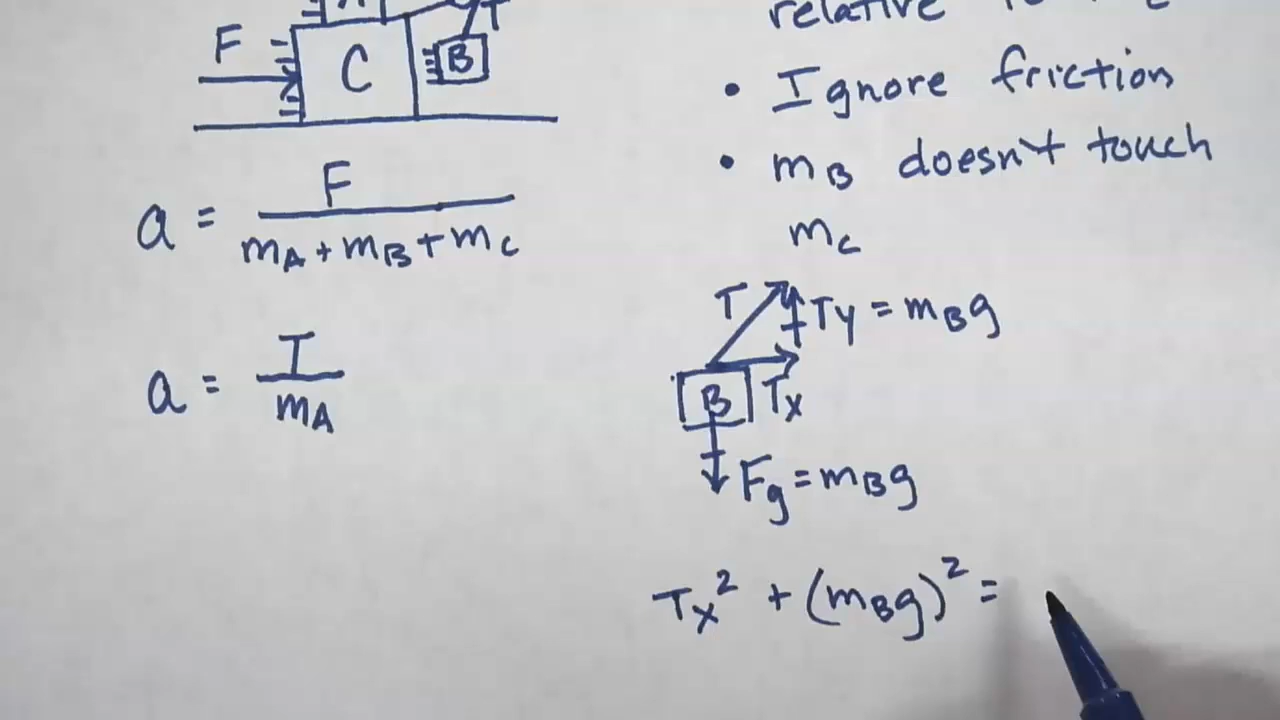 A
T
F
C
B
relative
• Ignore friction
• mB doesn't touch
mC
a = F / (mA + mB + mC)
a = T / mA
T
Ty = mBg
B
Tx
Fg = mBg
Tx² + (mBg)² =